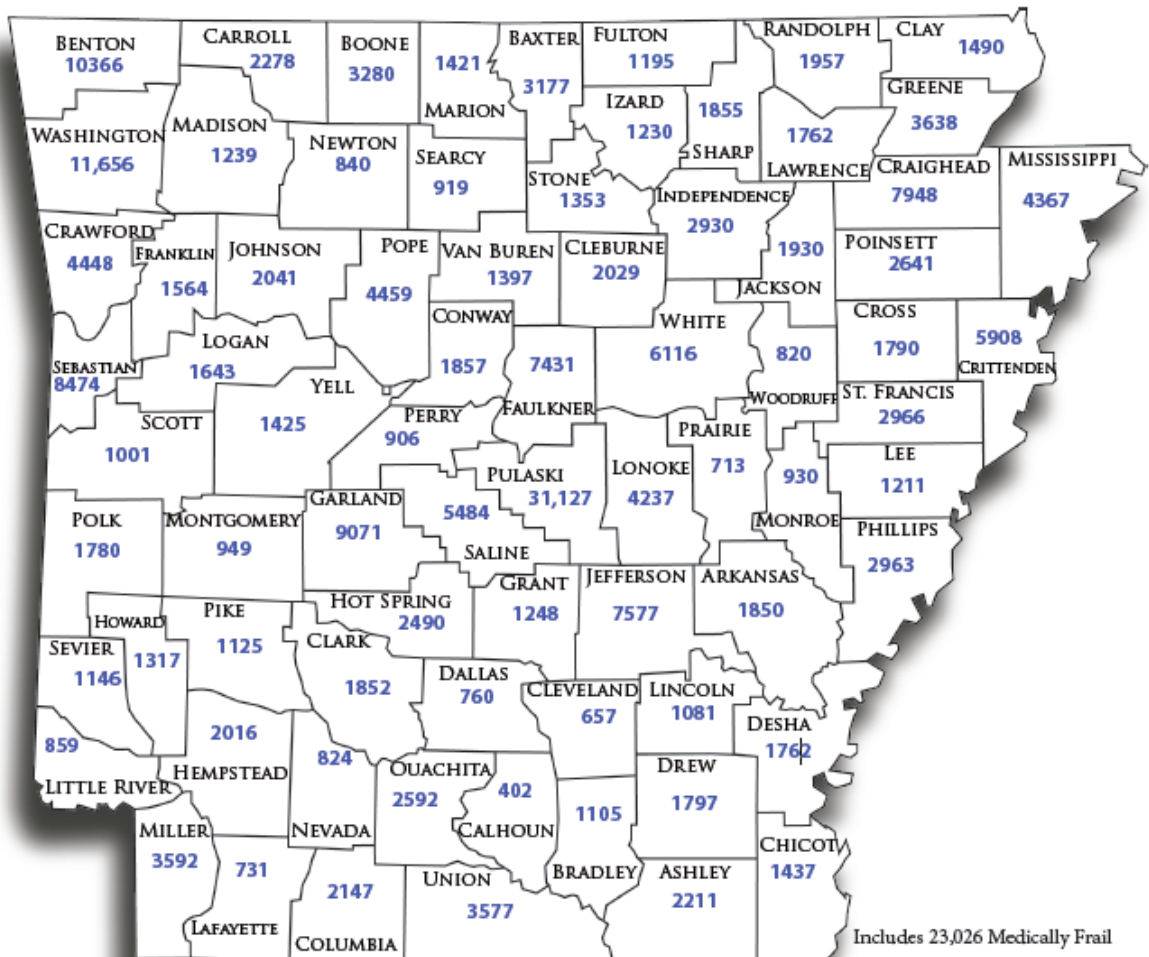 BENTON
10366
CARROLL
2278
BOONE
3280
1421
MARION
BAXTER
3177
FULTON
1195
RANDOLPH
1957
CLAY
1490
GREENE
3638
IZARD
1230
1855
SHARP
1762
LAWRENCE
WASHINGTON
11,656
MADISON
1239
NEWTON
840
SEARCY
919
STONE
1353
INDEPENDENCE
2930
CRAIGHEAD
7948
MISSISSIPPI
4367
CRAWFORD
4448
FRANKLIN
1564
JOHNSON
2041
POPE
4459
VAN BUREN
1397
CLEBURNE
2029
1930
JACKSON
POINSETT
2641
CONWAY
1857
WHITE
6116
820
WOODRUFF
CROSS
1790
5908
CRITTENDEN
SEBASTIAN
8474
LOGAN
1643
YELL
1425
7431
FAULKNER
ST. FRANCIS
2966
SCOTT
1001
PERRY
906
PULASKI
31,127
LONOKE
4237
PRAIRIE
713
930
MONROE
LEE
1211
POLK
1780
MONTGOMERY
949
GARLAND
9071
5484
SALINE
PHILLIPS
2963
HOWARD
1317
PIKE
1125
HOT SPRING
2490
GRANT
1248
JEFFERSON
7577
ARKANSAS
1850
SEVIER
1146
CLARK
1852
DALLAS
760
CLEVELAND
657
LINCOLN
1081
DESHA
1762
859
LITTLE RIVER
2016
HEMPSTEAD
824
NEVADA
OUACHITA
2592
402
CALHOUN
1105
BRADLEY
DREW
1797
CHICOT
1437
MILLER
3592
731
LAFAYETTE
2147
COLUMBIA
UNION
3577
ASHLEY
2211
Includes 23,026 Medically Frail